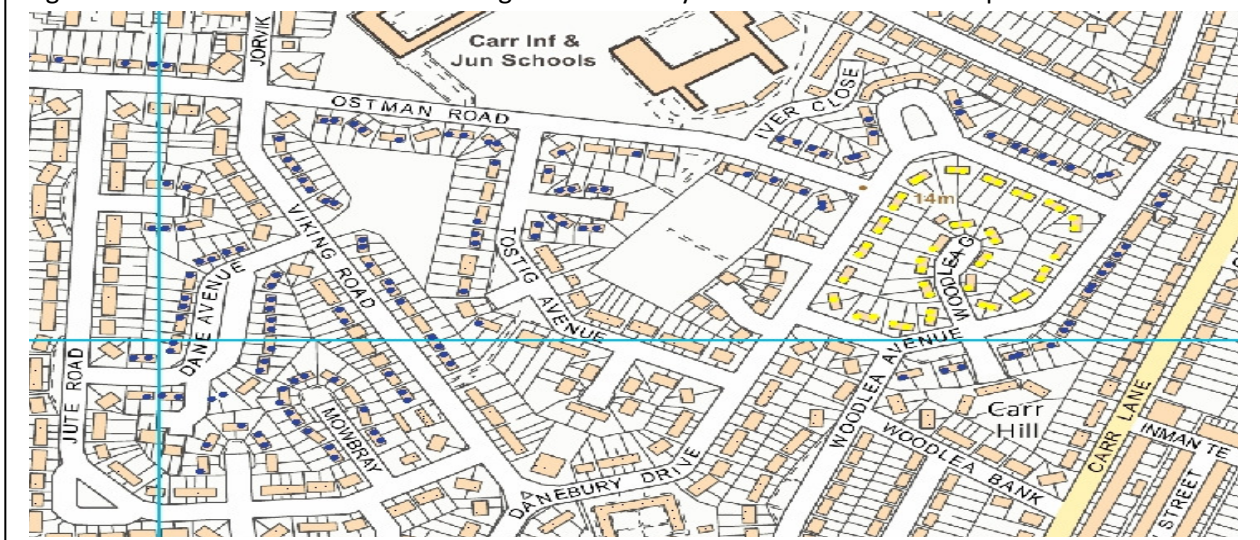 JORVIK
Carr Inf &
Jun Schools
OSTMAN ROAD
IVER CLOSE
14m
VIKING ROAD
TOSTIG AVENUE
WOODLEA G
DANE AVENUE
WOODLEA AVENUE
JUTE ROAD
MOWBRAY
Carr
Hill
CARR LANE
INMAN TE
WOODLEA
BANK
DANEBURY DRIVE
STREET